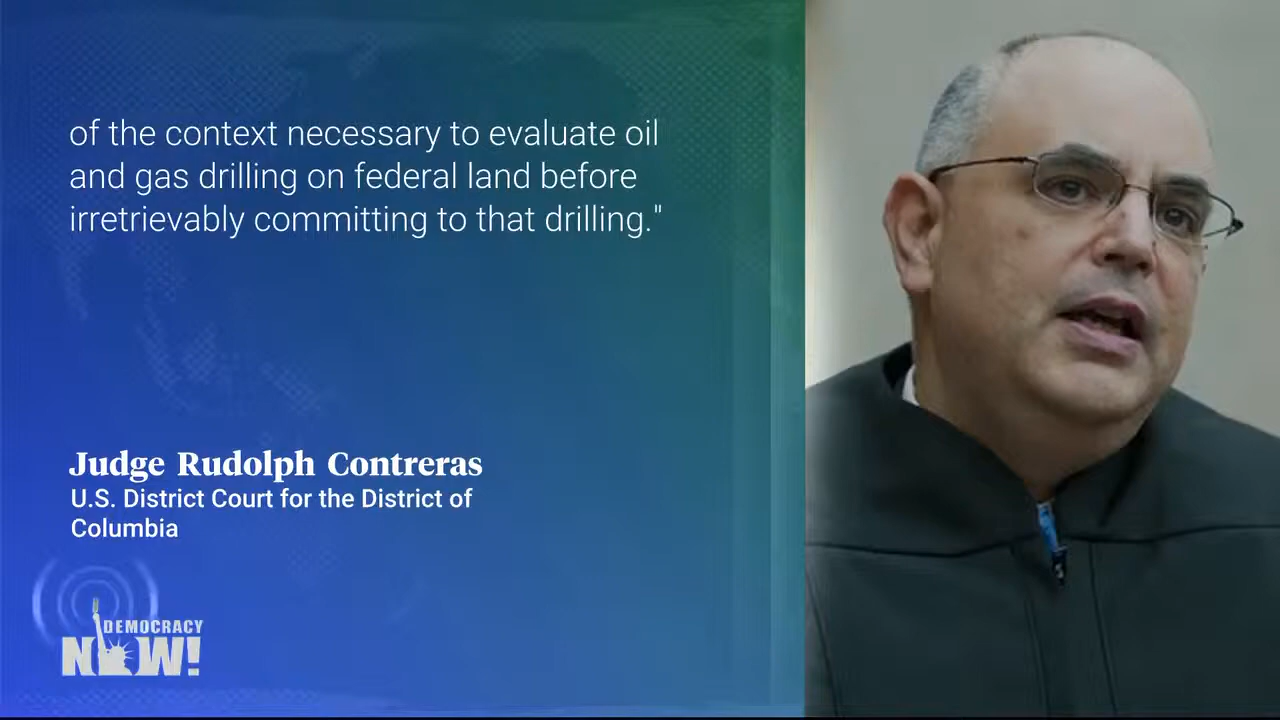 of the context necessary to evaluate oil
and gas drilling on federal land before
irretrievably committing to that drilling."
Judge Rudolph Contreras
U.S. District Court for the District of
Columbia
DEMOCRACY
NOW!